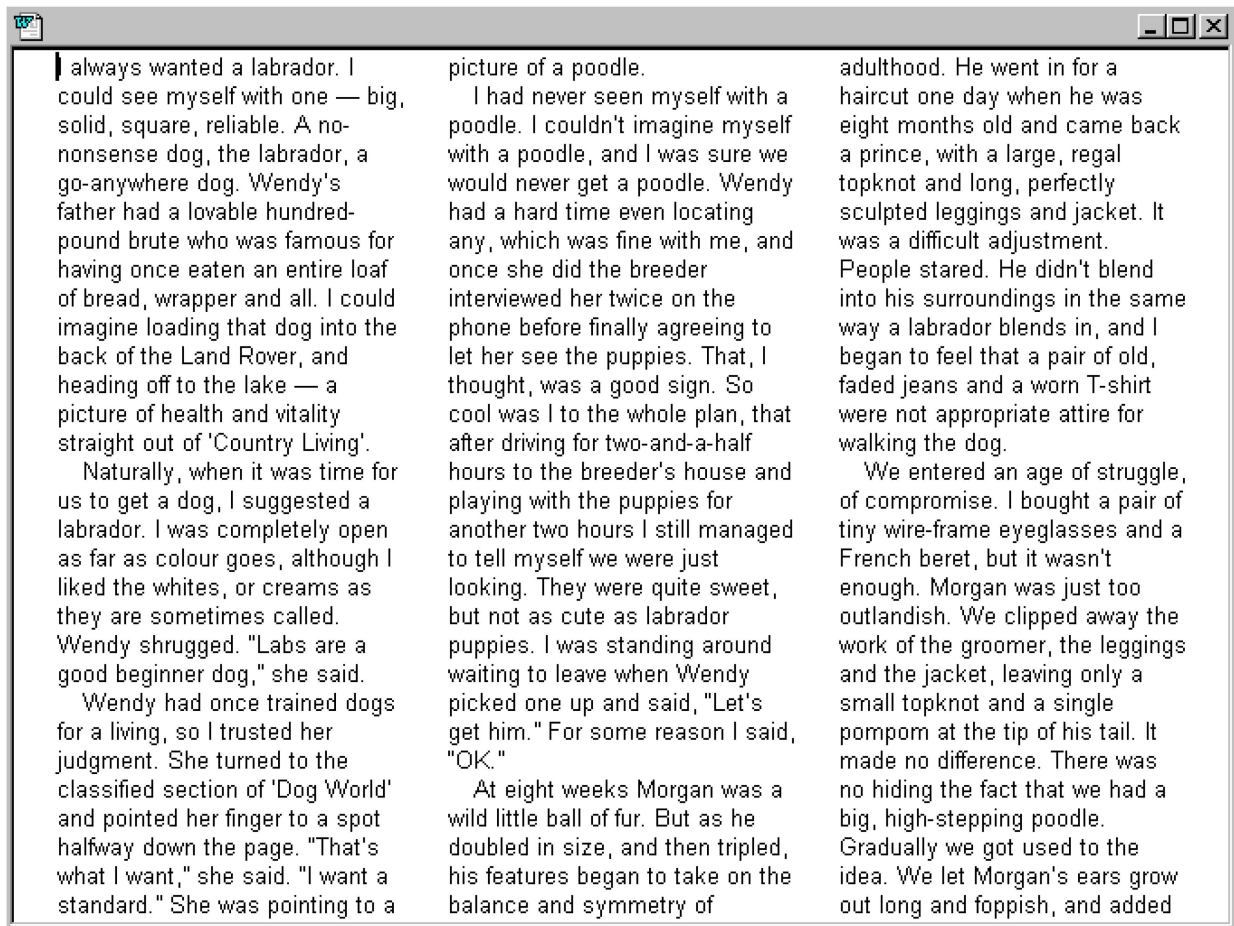 I always wanted a labrador. I
could see myself with one — big,
solid, square, reliable. A no-
nonsense dog, the labrador, a
go-anywhere dog. Wendy's
father had a lovable hundred-
pound brute who was famous for
having once eaten an entire loaf
of bread, wrapper and all. I could
imagine loading that dog into the
back of the Land Rover, and
heading off to the lake — a
picture of health and vitality
straight out of 'Country Living'.
Naturally, when it was time for
us to get a dog, I suggested a
labrador. I was completely open
as far as colour goes, although I
liked the whites, or creams as
they are sometimes called.
Wendy shrugged. "Labs are a
good beginner dog," she said.
Wendy had once trained dogs
for a living, so I trusted her
judgment. She turned to the
classified section of 'Dog World'
and pointed her finger to a spot
halfway down the page. "That's
what I want," she said. "I want a
standard." She was pointing to a
picture of a poodle.
I had never seen myself with a
poodle. I couldn't imagine myself
with a poodle, and I was sure we
would never get a poodle. Wendy
had a hard time even locating
any, which was fine with me, and
once she did the breeder
interviewed her twice on the
phone before finally agreeing to
let her see the puppies. That, I
thought, was a good sign. So
cool was I to the whole plan, that
after driving for two-and-a-half
hours to the breeder's house and
playing with the puppies for
another two hours I still managed
to tell myself we were just
looking. They were quite sweet,
but not as cute as labrador
puppies. I was standing around
waiting to leave when Wendy
picked one up and said, "Let's
get him." For some reason I said,
"OK."
At eight weeks Morgan was a
wild little ball of fur. But as he
doubled in size, and then tripled,
his features began to take on the
balance and symmetry of
adulthood. He went in for a
haircut one day when he was
eight months old and came back
a prince, with a large, regal
topknot and long, perfectly
sculpted leggings and jacket. It
was a difficult adjustment.
People stared. He didn't blend
into his surroundings in the same
way a labrador blends in, and I
began to feel that a pair of old,
faded jeans and a worn T-shirt
were not appropriate attire for
walking the dog.
We entered an age of struggle,
of compromise. I bought a pair of
tiny wire-frame eyeglasses and a
French beret, but it wasn't
enough. Morgan was just too
outlandish. We clipped away the
work of the groomer, the leggings
and the jacket, leaving only a
small topknot and a single
pompom at the tip of his tail. It
made no difference. There was
no hiding the fact that we had a
big, high-stepping poodle.
Gradually we got used to the
idea. We let Morgan's ears grow
out long and foppish, and added